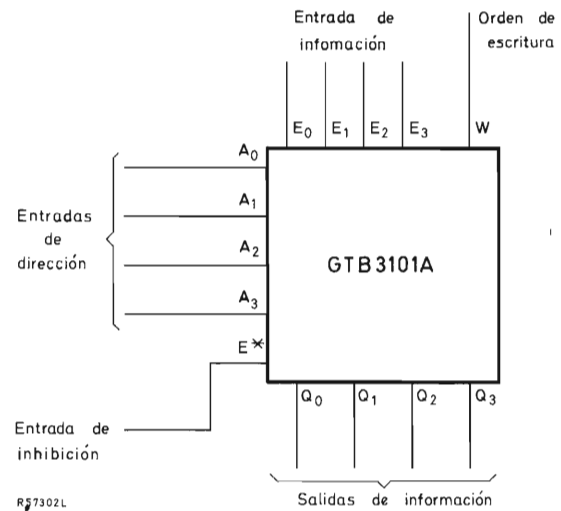 Entrada de
infomación
Orden de
escritura
E0 E1 E2 E3 W
A0
A1
Entradas
de
dirección
A2
A3
GTB3101A
E*
Q0 Q1 Q2 Q3
Entrada de
inhibición
Salidas de información
R57302L